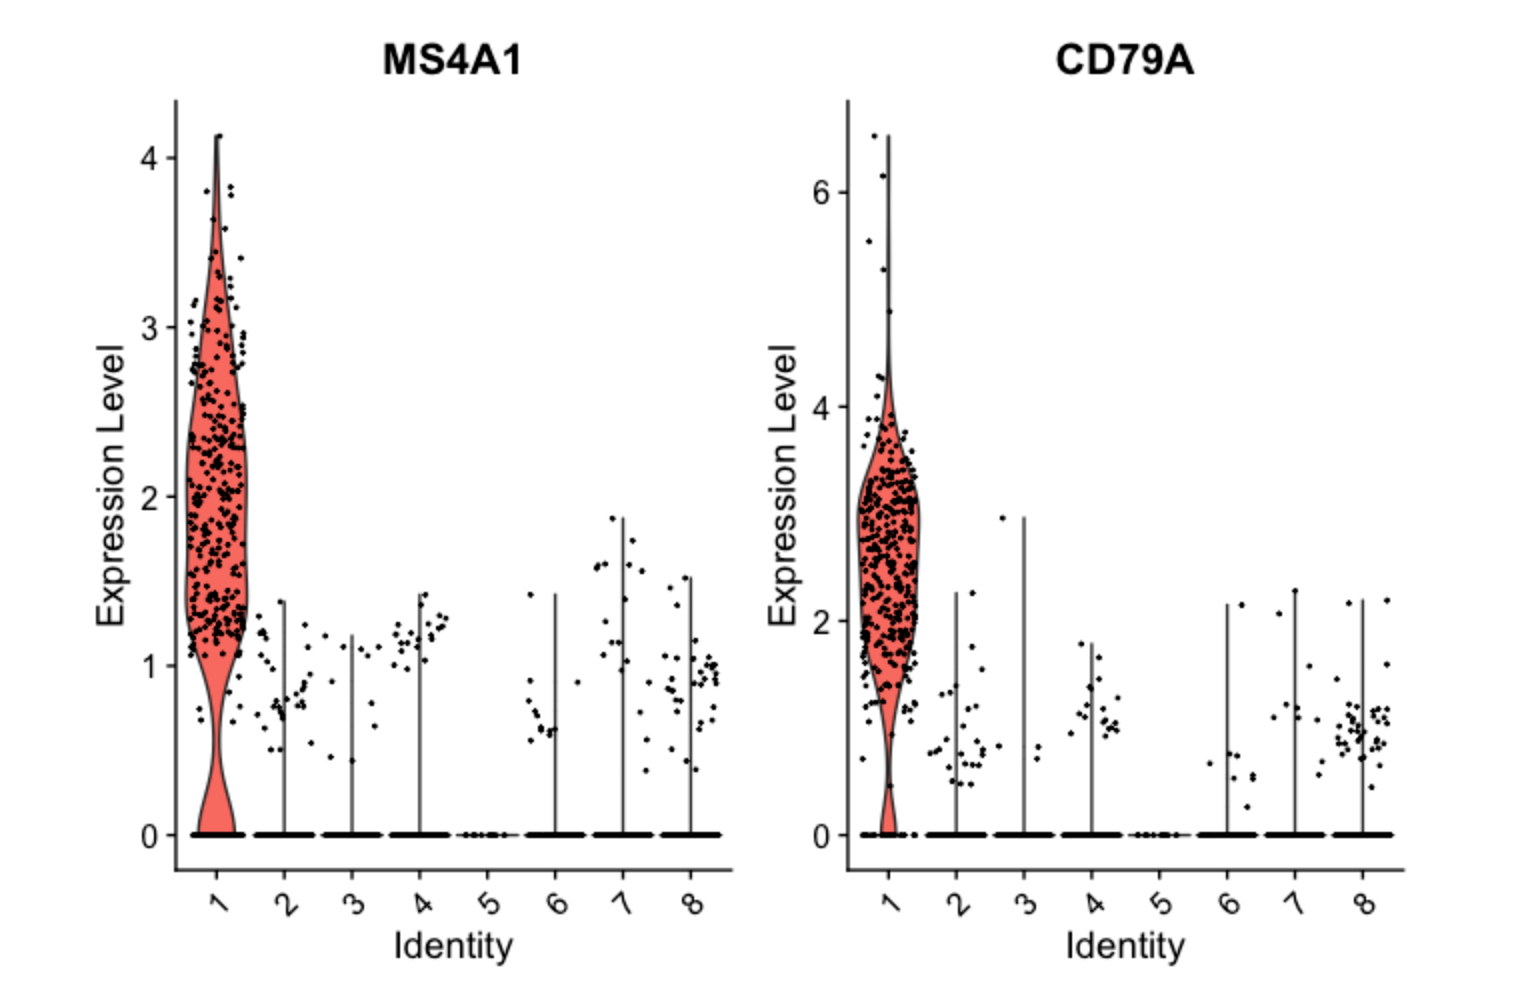 MS4A1
Expression Level
4
3
2
1
0
1 2 3 4 5 6 7 8
Identity
CD79A
Expression Level
6
4
2
0
1 2 3 4 5 6 7 8
Identity